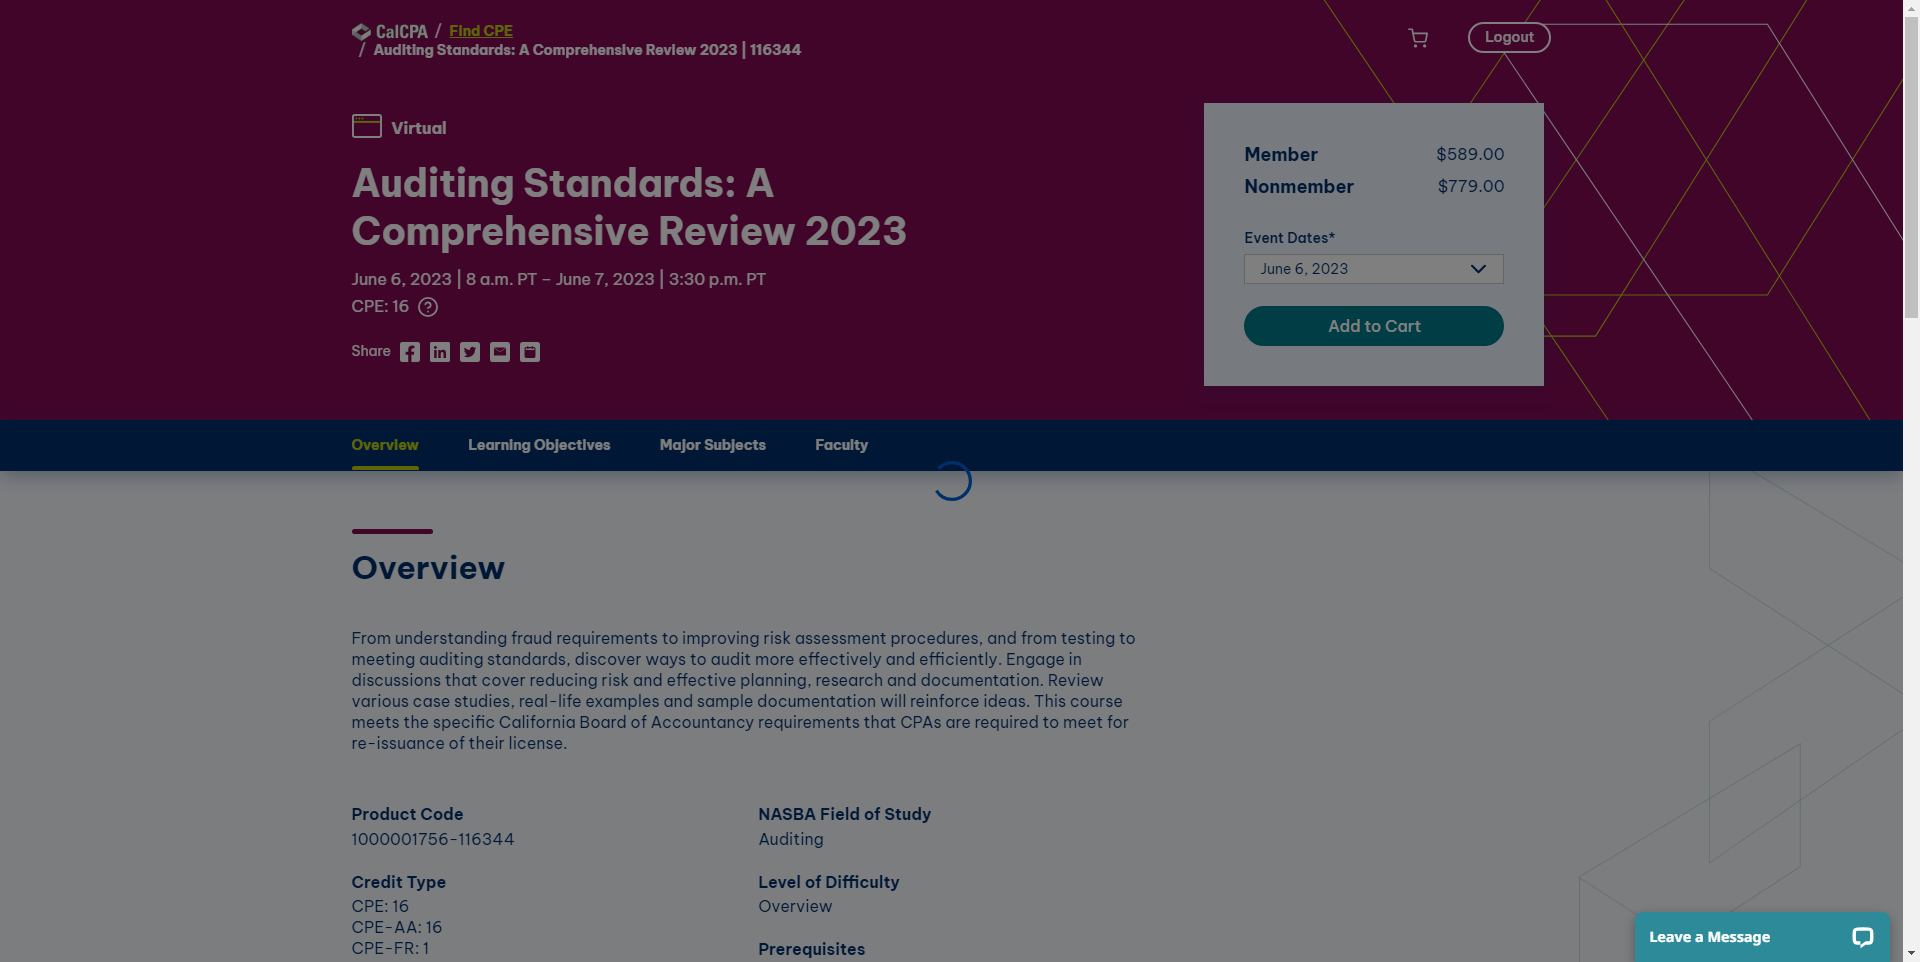 CalCPA / Find CPE
/ Auditing Standards: A Comprehensive Review 2023 | 116344
Logout
Virtual
Auditing Standards: A
Comprehensive Review 2023
June 6, 2023 | 8 a.m. PT – June 7, 2023 | 3:30 p.m. PT
CPE: 16 ?
Share
Member $589.00
Nonmember $779.00
Event Dates*
June 6, 2023
Add to Cart
Overview Learning Objectives Major Subjects Faculty
Overview
From understanding fraud requirements to improving risk assessment procedures, and from testing to
meeting auditing standards, discover ways to audit more effectively and efficiently. Engage in
discussions that cover reducing risk and effective planning, research and documentation. Review
various case studies, real-life examples and sample documentation will reinforce ideas. This course
meets the specific California Board of Accountancy requirements that CPAs are required to meet for
re-issuance of their license.
Product Code
1000001756-116344
Credit Type
CPE: 16
CPE-AA: 16
CPE-FR: 1
NASBA Field of Study
Auditing
Level of Difficulty
Overview
Prerequisites
Leave a Message